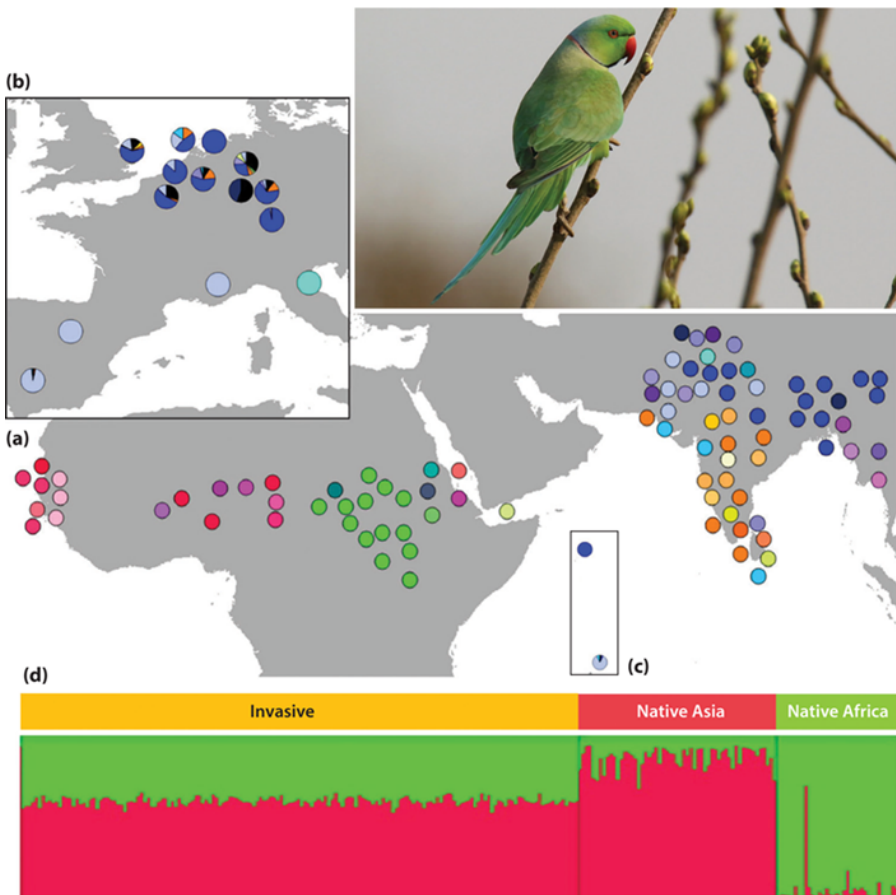 (b)
(a)
(c)
(d)
Invasive
Native Asia
Native Africa